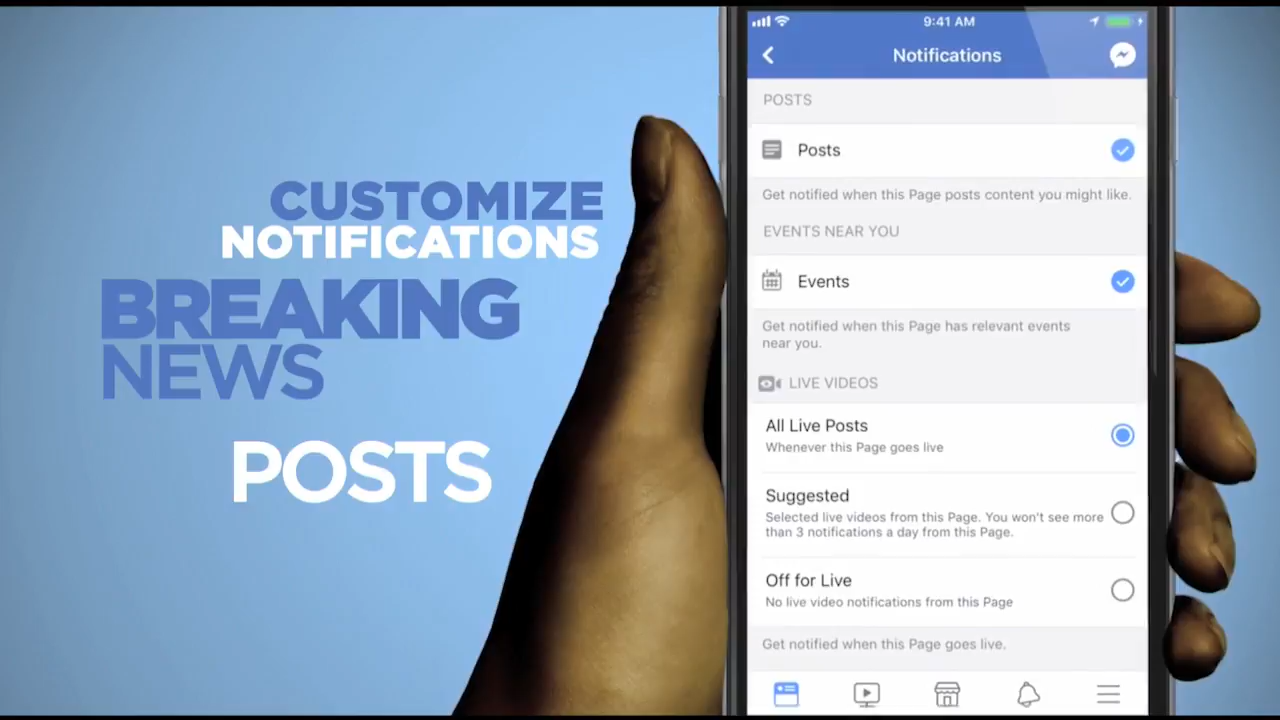 CUSTOMIZE
NOTIFICATIONS
BREAKING
NEWS
POSTS
9:41 AM
Notifications
POSTS
Posts
Get notified when this Page posts content you might like.
EVENTS NEAR YOU
Events
Get notified when this Page has relevant events
near you.
LIVE VIDEOS
All Live Posts
Whenever this Page goes live
Suggested
Selected live videos from this Page. You won't see more
than 3 notifications a day from this Page.
Off for Live
No live video notifications from this Page
Get notified when this Page goes live.